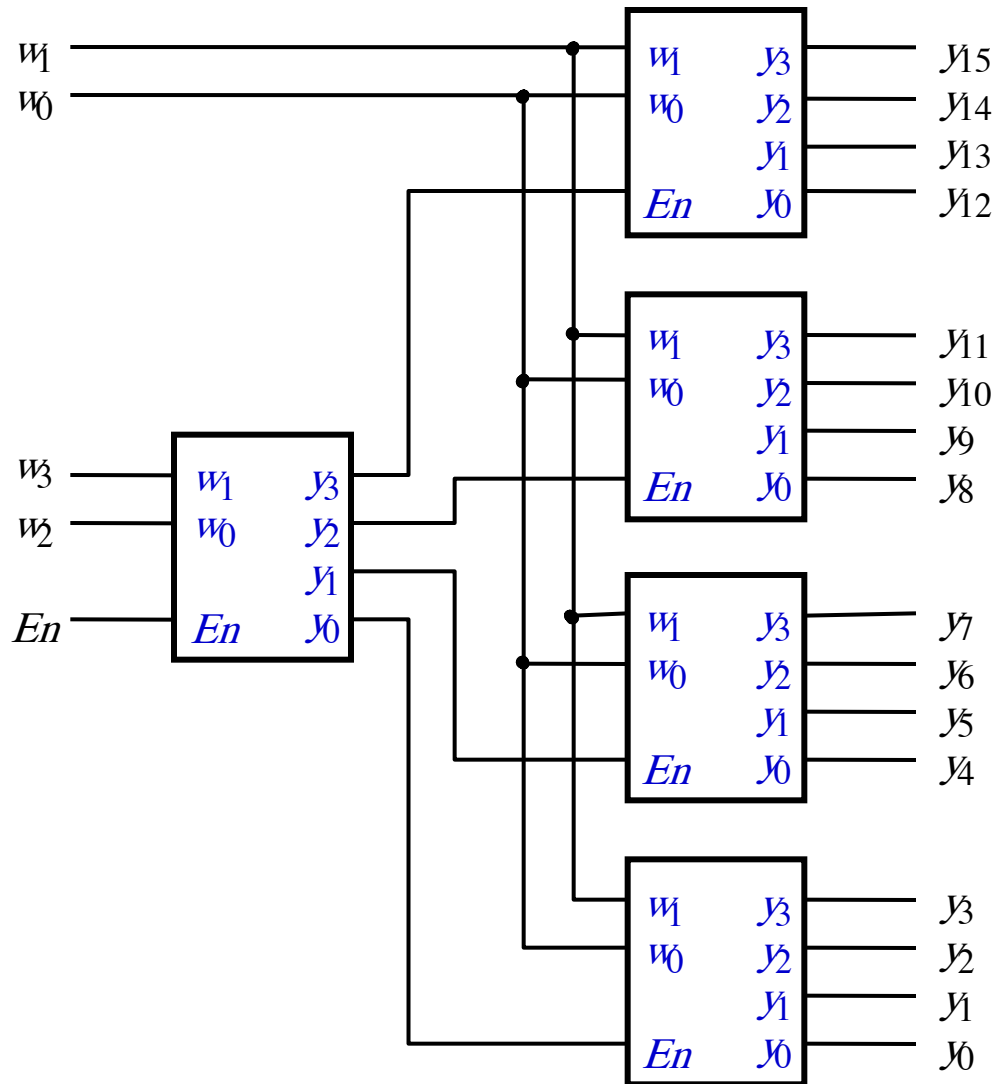 w1 w1 y3 y15
w0 w0 y2 y14
y1 y13
En y0 y12
w1 y3 y11
w0 y2 y10
y1 y9
En y0 y8
w3 w1 y3
w2 w0 y2
y1
En En y0
w1 y3 y7
w0 y2 y6
y1 y5
En y0 y4
w1 y3 y3
w0 y2 y2
y1 y1
En y0 y0